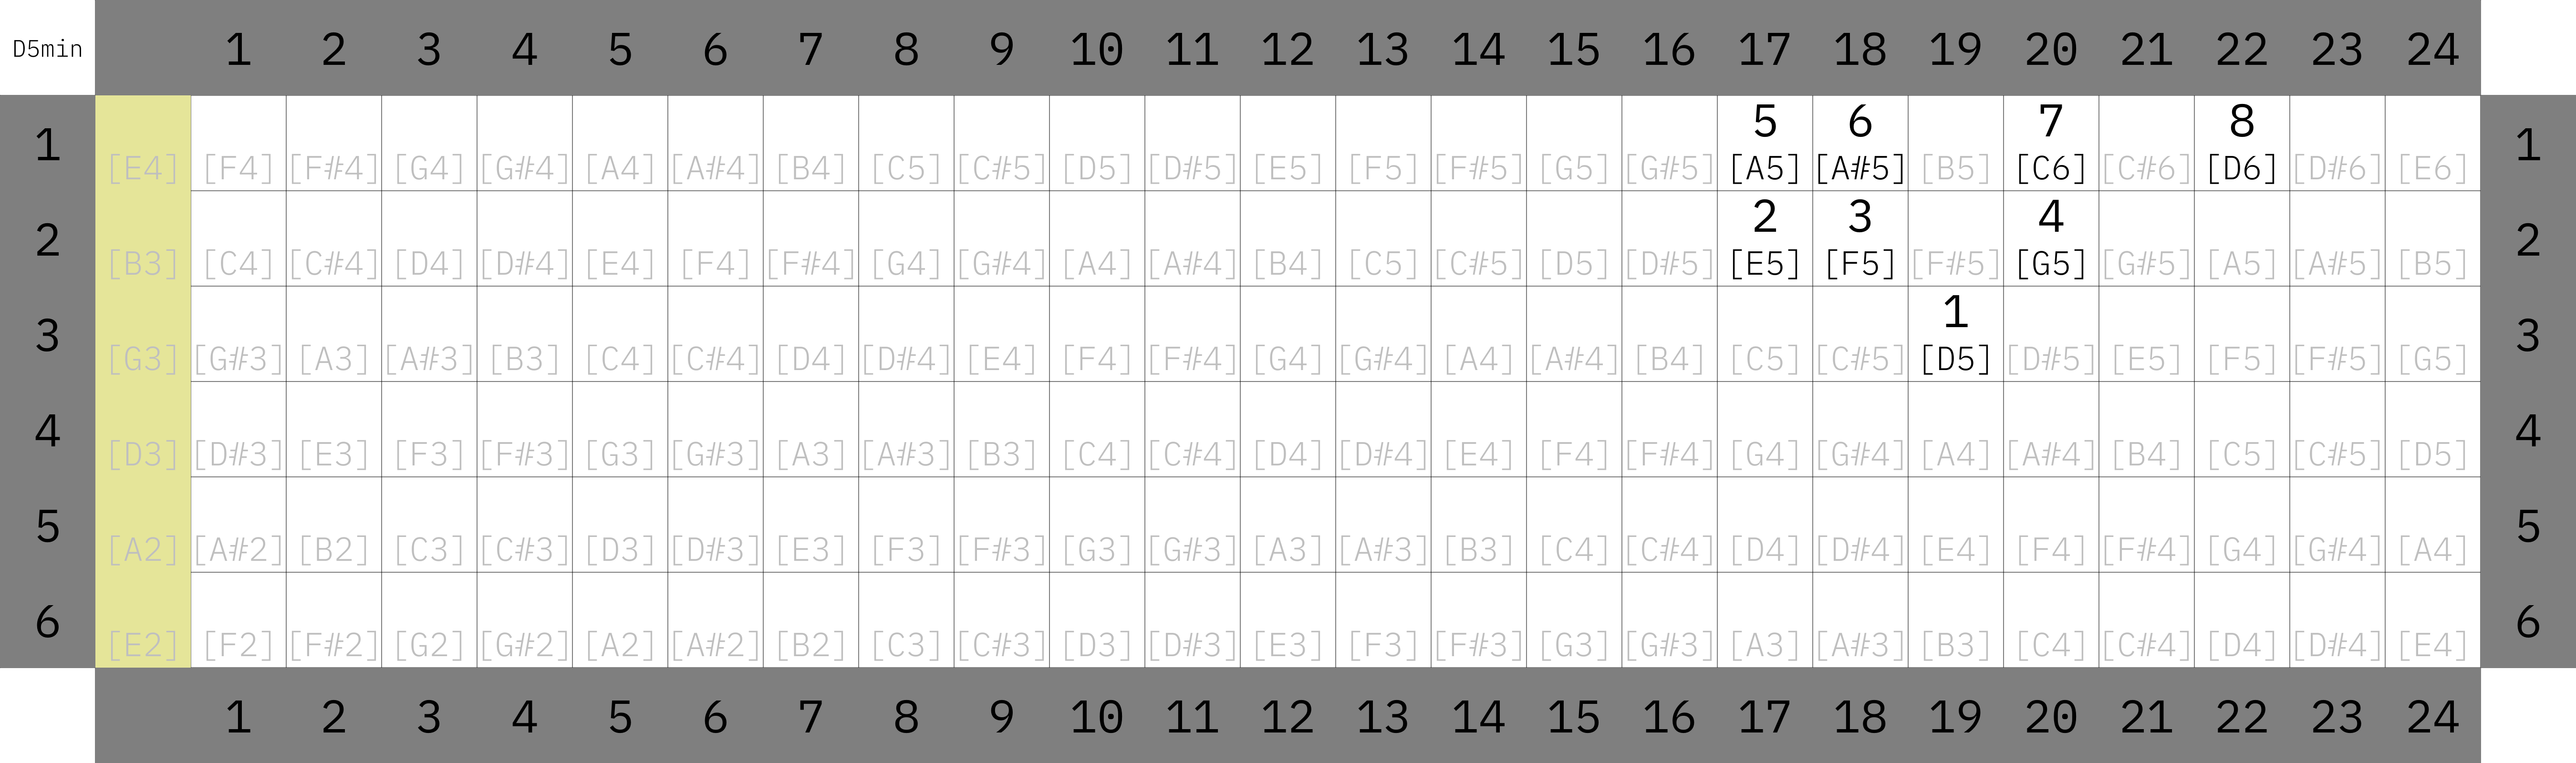 D5min 1 2 3 4 5 6 7 8 9 10 11 12 13 14 15 16 17 18 19 20 21 22 23 24
5 6 7 8
1 [E4] [F4] [F#4] [G4] [G#4] [A4] [A#4] [B4] [C5] [C#5] [D5] [D#5] [E5] [F5] [F#5] [G5] [G#5] [A5] [A#5] [B5] [C6] [C#6] [D6] [D#6] [E6] 1
2 3 4
2 [B3] [C4] [C#4] [D4] [D#4] [E4] [F4] [F#4] [G4] [G#4] [A4] [A#4] [B4] [C5] [C#5] [D5] [D#5] [E5] [F5] [F#5] [G5] [G#5] [A5] [A#5] [B5] 2
1
3 [G3] [G#3] [A3] [A#3] [B3] [C4] [C#4] [D4] [D#4] [E4] [F4] [F#4] [G4] [G#4] [A4] [A#4] [B4] [C5] [C#5] [D5] [D#5] [E5] [F5] [F#5] [G5] 3
4 [D3] [D#3] [E3] [F3] [F#3] [G3] [G#3] [A3] [A#3] [B3] [C4] [C#4] [D4] [D#4] [E4] [F4] [F#4] [G4] [G#4] [A4] [A#4] [B4] [C5] [C#5] [D5] 4
5 [A2] [A#2] [B2] [C3] [C#3] [D3] [D#3] [E3] [F3] [F#3] [G3] [G#3] [A3] [A#3] [B3] [C4] [C#4] [D4] [D#4] [E4] [F4] [F#4] [G4] [G#4] [A4] 5
6 [E2] [F2] [F#2] [G2] [G#2] [A2] [A#2] [B2] [C3] [C#3] [D3] [D#3] [E3] [F3] [F#3] [G3] [G#3] [A3] [A#3] [B3] [C4] [C#4] [D4] [D#4] [E4] 6
1 2 3 4 5 6 7 8 9 10 11 12 13 14 15 16 17 18 19 20 21 22 23 24